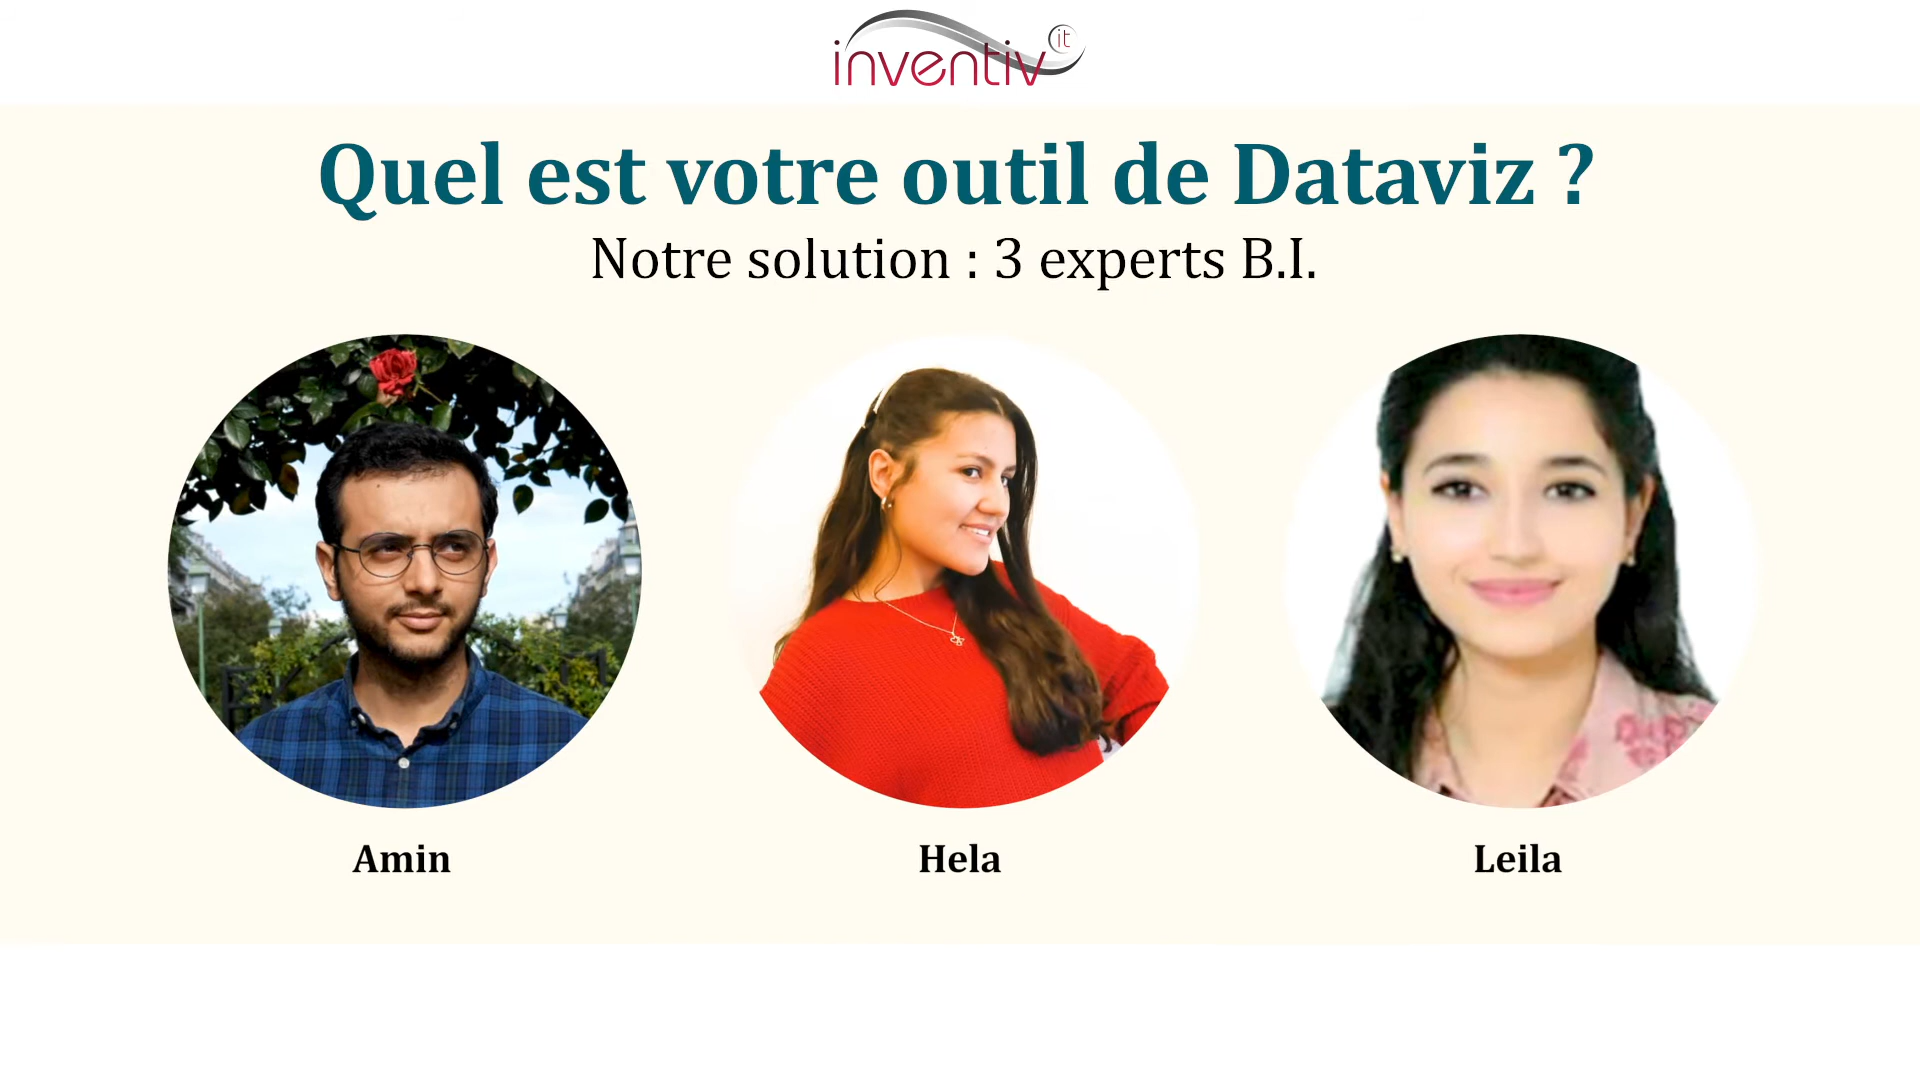 inventiv it
Quel est votre outil de Dataviz ?
Notre solution : 3 experts B.I.
Amin
Hela
Leila